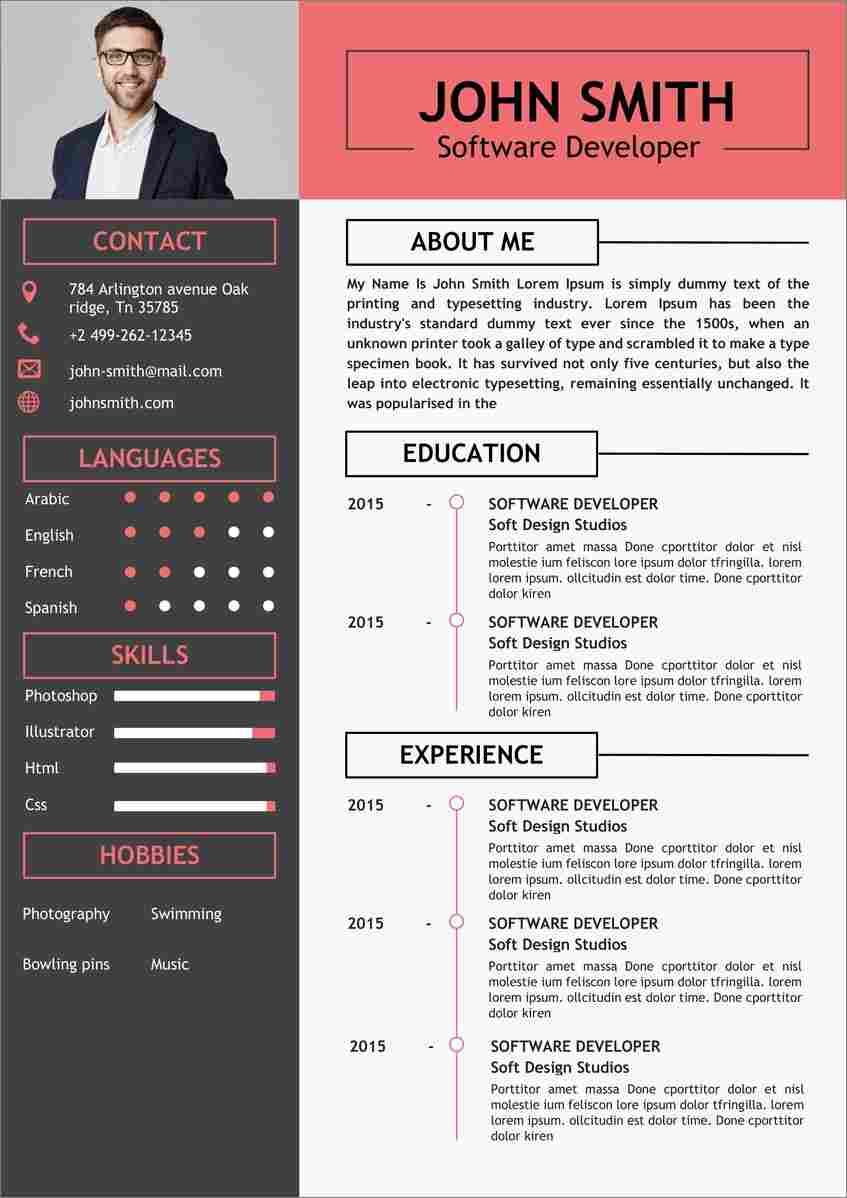 JOHN SMITH
Software Developer
CONTACT
784 Arlington avenue Oak
ridge, Tn 35785
+2 499-262-12345
john-smith@mail.com
johnsmith.com
LANGUAGES
Arabic
English
French
Spanish
SKILLS
Photoshop
Illustrator
Html
Css
HOBBIES
Photography Swimming
Bowling pins Music
ABOUT ME
My Name Is John Smith Lorem Ipsum is simply dummy text of the
printing and typesetting industry. Lorem Ipsum has been the
industry's standard dummy text ever since the 1500s, when an
unknown printer took a galley of type and scrambled it to make a type
specimen book. It has survived not only five centuries, but also the
leap into electronic typesetting, remaining essentially unchanged. It
was popularised in the
EDUCATION
2015 - SOFTWARE DEVELOPER
Soft Design Studios
Porttitor amet massa Done cporttitor dolor et nisl
molestie ium feliscon lore ipsum dolor tfringilla. lorem
lorem ipsum. ollcitudin est dolor time. Done cporttitor
dolor kiren
2015 - SOFTWARE DEVELOPER
Soft Design Studios
Porttitor amet massa Done cporttitor dolor et nisl
molestie ium feliscon lore ipsum dolor tfringilla. lorem
lorem ipsum. ollcitudin est dolor time. Done cporttitor
dolor kiren
EXPERIENCE
2015 - SOFTWARE DEVELOPER
Soft Design Studios
Porttitor amet massa Done cporttitor dolor et nisl
molestie ium feliscon lore ipsum dolor tfringilla. lorem
lorem ipsum. ollcitudin est dolor time. Done cporttitor
dolor kiren
2015 - SOFTWARE DEVELOPER
Soft Design Studios
Porttitor amet massa Done cporttitor dolor et nisl
molestie ium feliscon lore ipsum dolor tfringilla. lorem
lorem ipsum. ollcitudin est dolor time. Done cporttitor
dolor kiren
2015 - SOFTWARE DEVELOPER
Soft Design Studios
Porttitor amet massa Done cporttitor dolor et nisl
molestie ium feliscon lore ipsum dolor tfringilla. lorem
lorem ipsum. ollcitudin est dolor time. Done cporttitor
dolor kiren